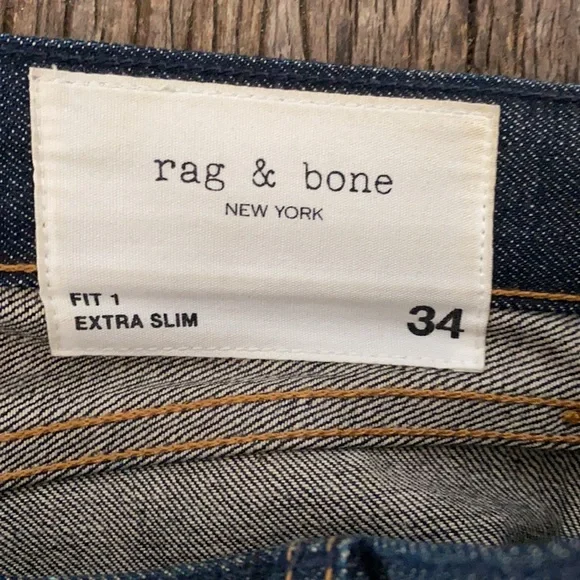 rag & bone
NEW YORK
FIT 1
EXTRA SLIM
34